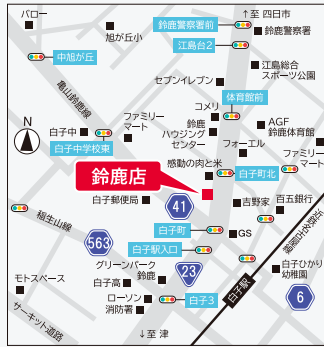 バロー
旭が丘小
鈴鹿警察署前
↑至 四日市
鈴鹿警察署
江島台2
中旭が丘
江島総合
スポーツ公園
セブンイレブン
亀山鈴鹿線
体育館前
コメリ
ファミリー
マート
鈴鹿
ハウジング
センター
AGF
鈴鹿体育館
N
白子中
白子中学校東
フォーエル
ファミリー
マート
感動の肉と米
白子町北
鈴鹿店
白子郵便局
41
吉野家
百五銀行
稲生山線
白子町
近鉄名古屋線
563
白子駅入口
GS
グリーンパーク
鈴鹿
23
白子駅
白子ひかり
幼稚園
モトスペース
白子高
6
ローソン
消防署
白子3
サーキット道路
↓至 津